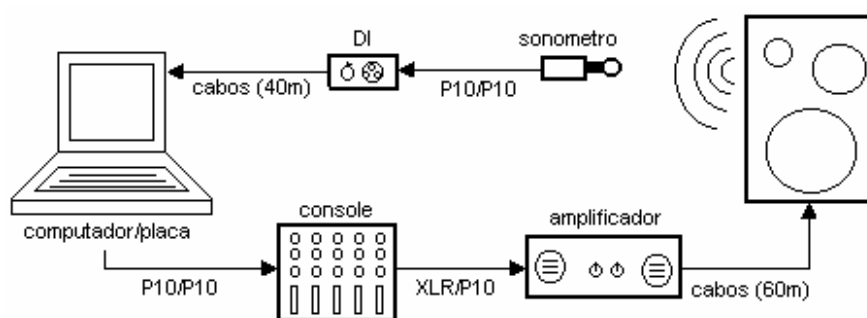 DI
sonometro
cabos (40m)
P10/P10
computador/placa
console
amplificador
P10/P10
XLR/P10
cabos (60m)